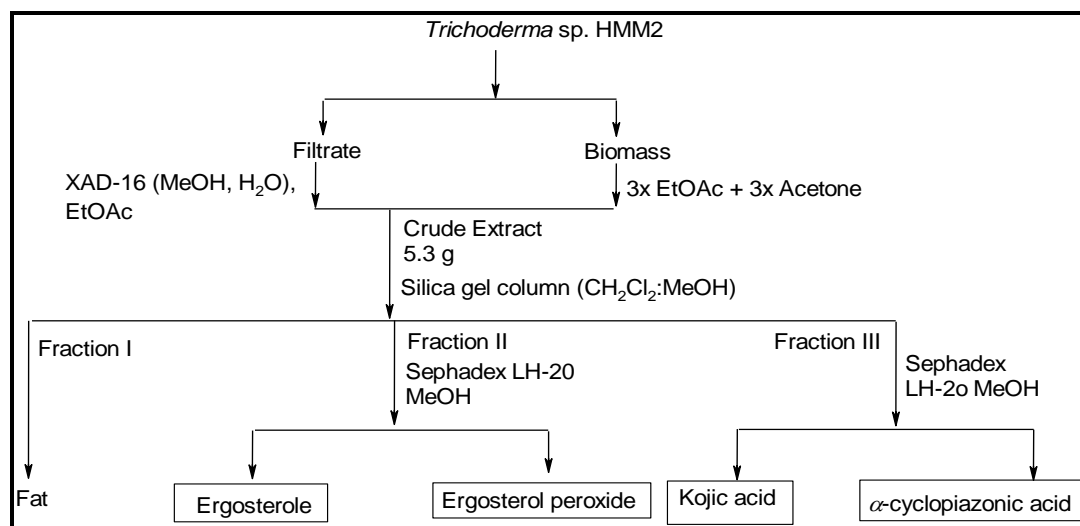 Trichoderma sp. HMM2
Filtrate
Biomass
XAD-16 (MeOH, H₂O),
EtOAc
3x EtOAc + 3x Acetone
Crude Extract
5.3 g
Silica gel column (CH₂Cl₂:MeOH)
Fraction I
Fraction II
Sephadex LH-20
MeOH
Fraction III
Sephadex
LH-2o MeOH
Fat
Ergosterole
Ergosterol peroxide
Kojic acid
α-cyclopiazonic acid